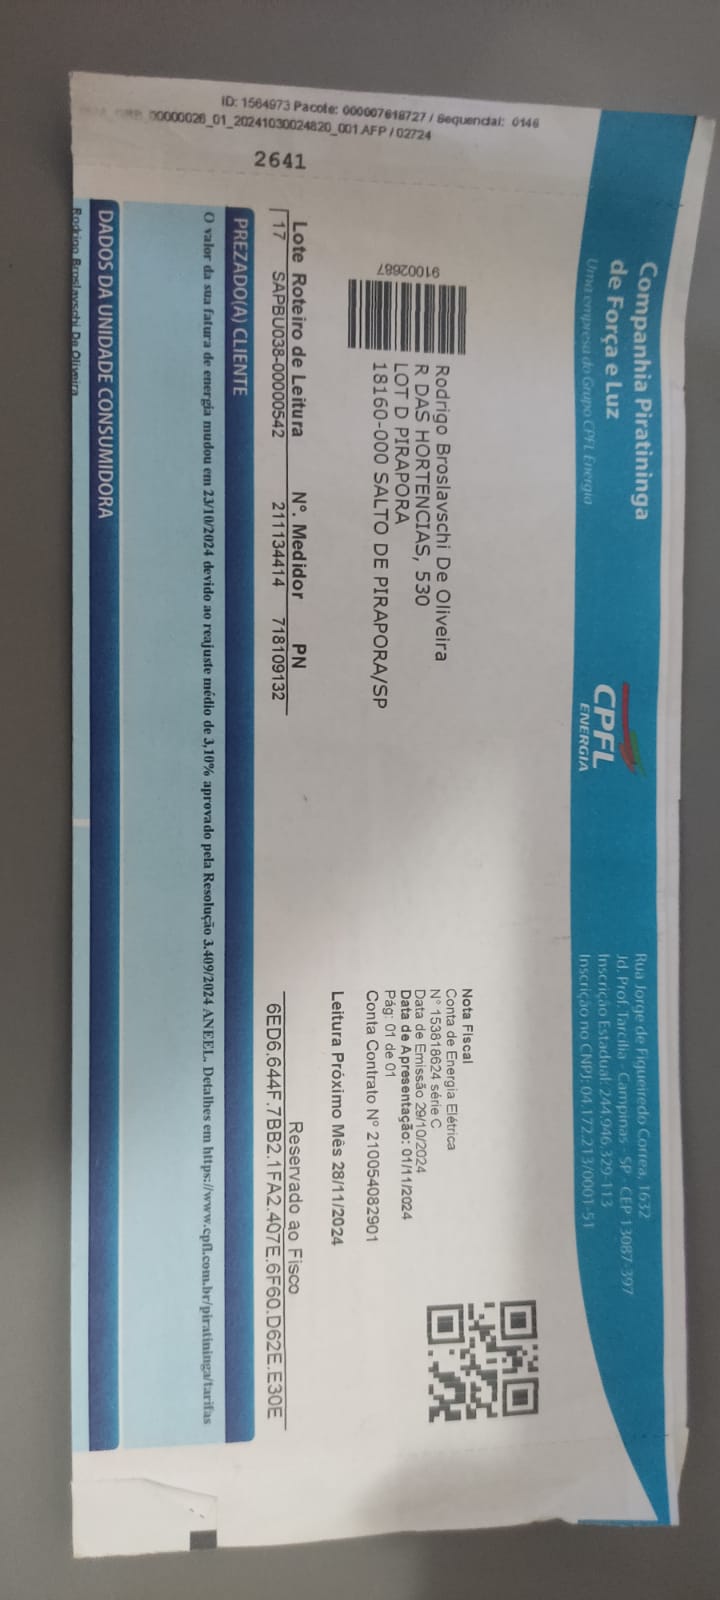 ID: 1564973 Pacote: 000007618727 / Sequencial: 0146
00000026_01_20241030024820_001.AFP / 02724
2641
Companhia Piratininga
de Força e Luz
Uma empresa do Grupo CPFL Energia
CPFL
ENERGIA
Rua Jorge de Figueiredo Correa, 1632
Jd. Prof. Tarcília - Campinas - SP - CEP 13087-397
Inscrição Estadual: 244.946.329-113
Inscrição no CNPJ: 04.172.213/0001-51
91002687
Rodrigo Broslavschi De Oliveira
R DAS HORTENCIAS, 530
LOT D PIRAPORA
18160-000 SALTO DE PIRAPORA/SP
Nota Fiscal
Conta de Energia Elétrica
N° 153818624 série C
Data de Emissão 29/10/2024
Data de Apresentação: 01/11/2024
Pág: 01 de 01
Conta Contrato N° 210054082901
Leitura Próximo Mês 28/11/2024
Lote Roteiro de Leitura N°. Medidor PN
17 SAPBU038-00000542 211134414 718109132
Reservado ao Fisco
6ED6.644F.7BB2.1FA2.407E.6F60.D62E.E30E
PREZADO(A) CLIENTE
O valor da sua fatura de energia mudou em 23/10/2024 devido ao reajuste médio de 3,10% aprovado pela Resolução 3.409/2024 ANEEL. Detalhes em https://www.cpfl.com.br/piratininga/tarifas
DADOS DA UNIDADE CONSUMIDORA
Rodrigo Broslavschi De Oliveira